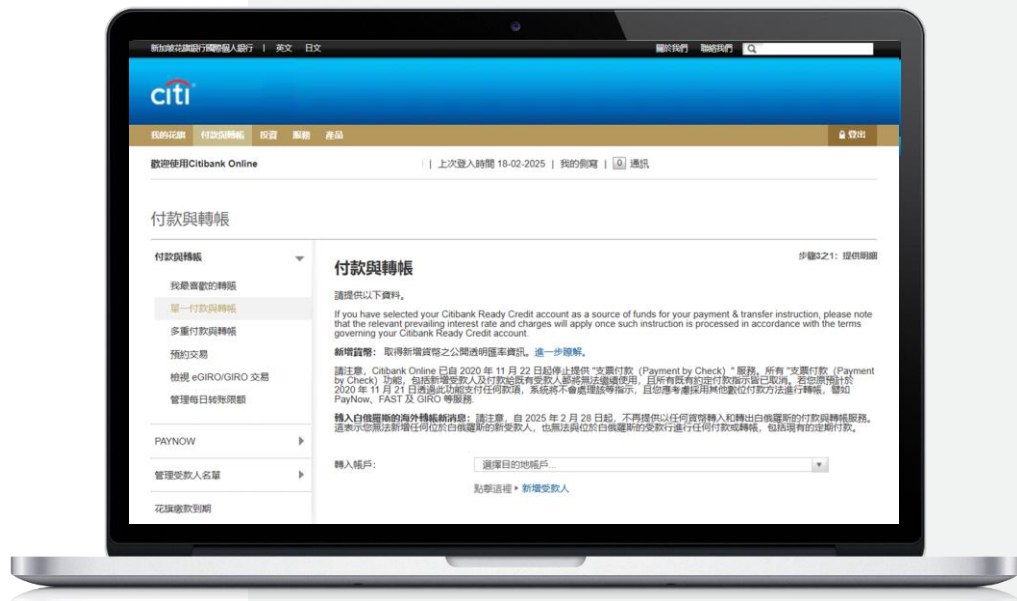 新加坡花旗銀行國際個人銀行 | 英文 日文 關於我們 聯絡我們
citi
我的花旗 付款與轉帳 投資 服務 產品 登出
歡迎使用Citibank Online | 上次登入時間 18-02-2025 | 我的側寫 | 0 通訊
付款與轉帳
付款與轉帳
我最喜歡的轉賬
單一付款與轉帳
多重付款與轉帳
預約交易
檢視 eGIRO/GIRO 交易
管理每日转账限额
PAYNOW
管理受款人名單
花旗繳款到期
步驟3之1: 提供明細
付款與轉帳
請提供以下資料。
If you have selected your Citibank Ready Credit account as a source of funds for your payment & transfer instruction, please note
that the relevant prevailing interest rate and charges will apply once such instruction is processed in accordance with the terms
governing your Citibank Ready Credit account.
新增貨幣: 取得新增貨幣之公開透明匯率資訊。進一步瞭解。
請注意,Citibank Online 已自 2020 年 11 月 22 日起停止提供 "支票付款 (Payment by Check) " 服務。所有 "支票付款 (Payment
by Check) 功能,包括新增受款人及付款給既有受款人都將無法繼續使用,且所有既有約定付款指示皆已取消。若您原預計於
2020 年 11 月 21 日透過此功能支付任何款項,系統將不會處理該等指示,且您應考慮採用其他數位付款方法進行轉帳,譬如
PayNow、FAST 及 GIRO 等服務.
轉入白俄羅斯的海外轉帳新消息: 請注意,自 2025 年 2 月 28 日起,不再提供以任何貨幣轉入和轉出白俄羅斯的付款與轉帳服務。
這表示您無法新增任何位於白俄羅斯的新受款人,也無法與位於白俄羅斯的受款行進行任何付款或轉帳,包括現有的定期付款。
轉入帳戶: 選擇目的地帳戶...
點擊這裡 新增受款人